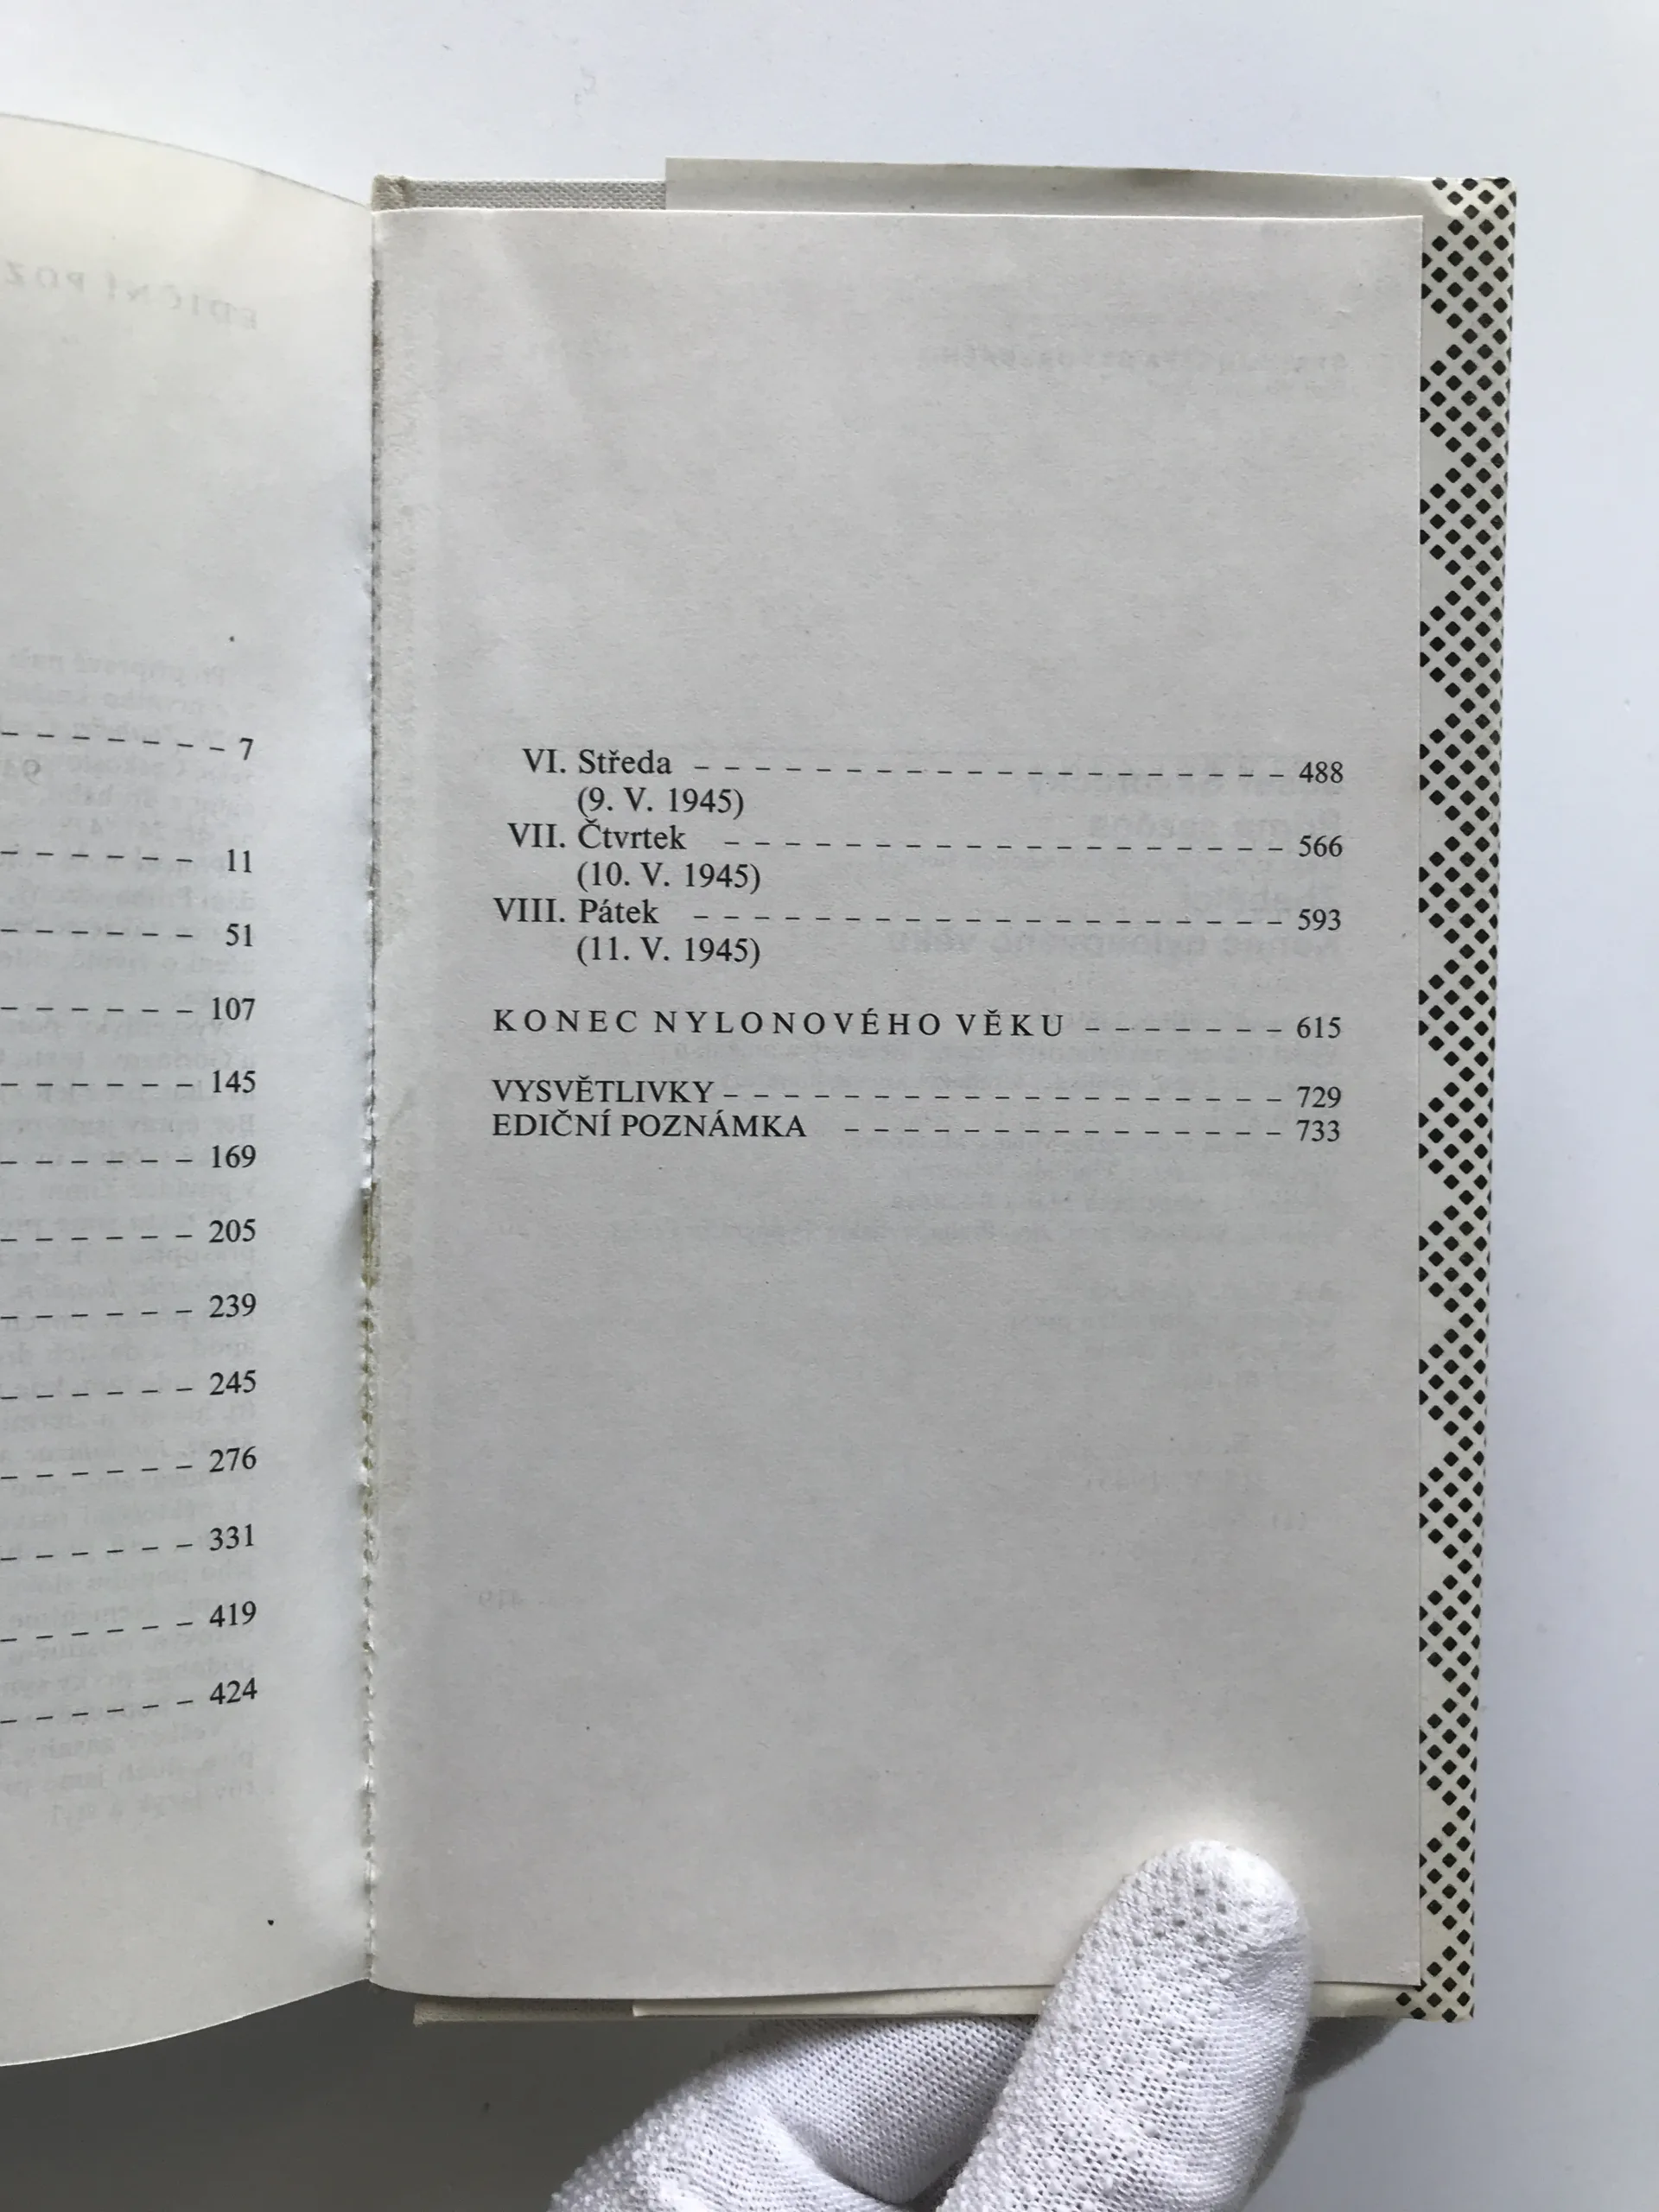 7
11
51
107
145
169
205
239
245
276
331
419
424
VI. Středa – – – – – – – – – – – – – – – – – – – – 488
(9. V. 1945)
VII. Čtvrtek – – – – – – – – – – – – – – – – – – – 566
(10. V. 1945)
VIII. Pátek – – – – – – – – – – – – – – – – – – – – 593
(11. V. 1945)
KONEC NYLONOVÉHO VĚKU – – – – – – – 615
VYSVĚTLIVKY – – – – – – – – – – – – – – – – – – – 729
EDIČNÍ POZNÁMKA – – – – – – – – – – – – – – – 733